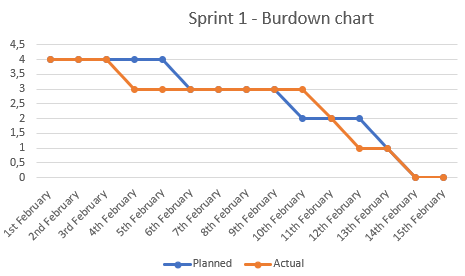 Sprint 1 - Burdown chart
4,5
4
3,5
3
2,5
2
1,5
1
0,5
0
1st February
2nd February
3rd February
4th February
5th February
6th February
7th February
8th February
9th February
10th February
11th February
12th February
13th February
14th February
15th February
Planned
Actual